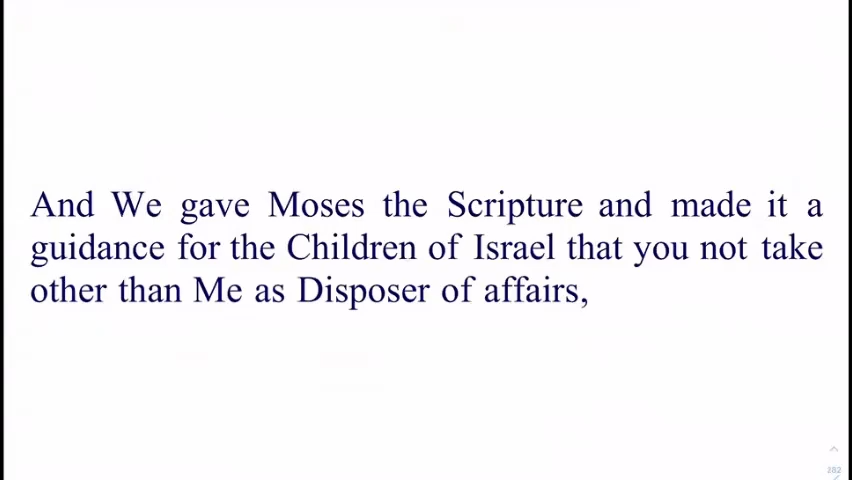 And We gave Moses the Scripture and made it a
guidance for the Children of Israel that you not take
other than Me as Disposer of affairs,
282